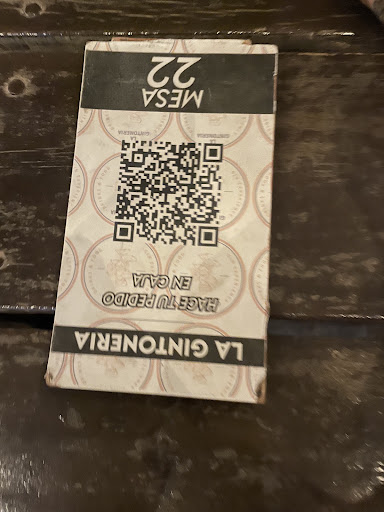 LA GINTONERIA
HACE TU PEDIDO
EN CAJA
MESA
22